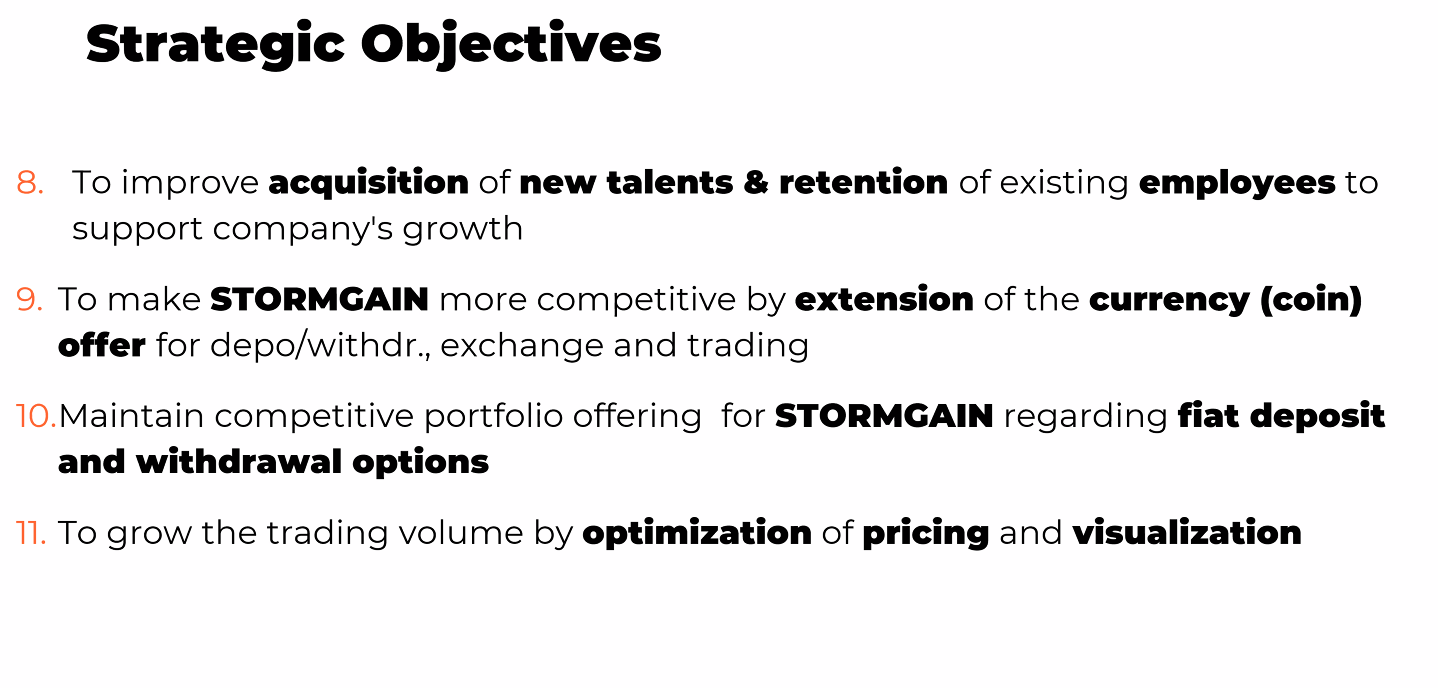 Strategic Objectives
8. To improve acquisition of new talents & retention of existing employees to
support company's growth
9. To make STORMGAIN more competitive by extension of the currency (coin)
offer for depo/withdr., exchange and trading
10.Maintain competitive portfolio offering  for STORMGAIN regarding fiat deposit
and withdrawal options
11. To grow the trading volume by optimization of pricing and visualization